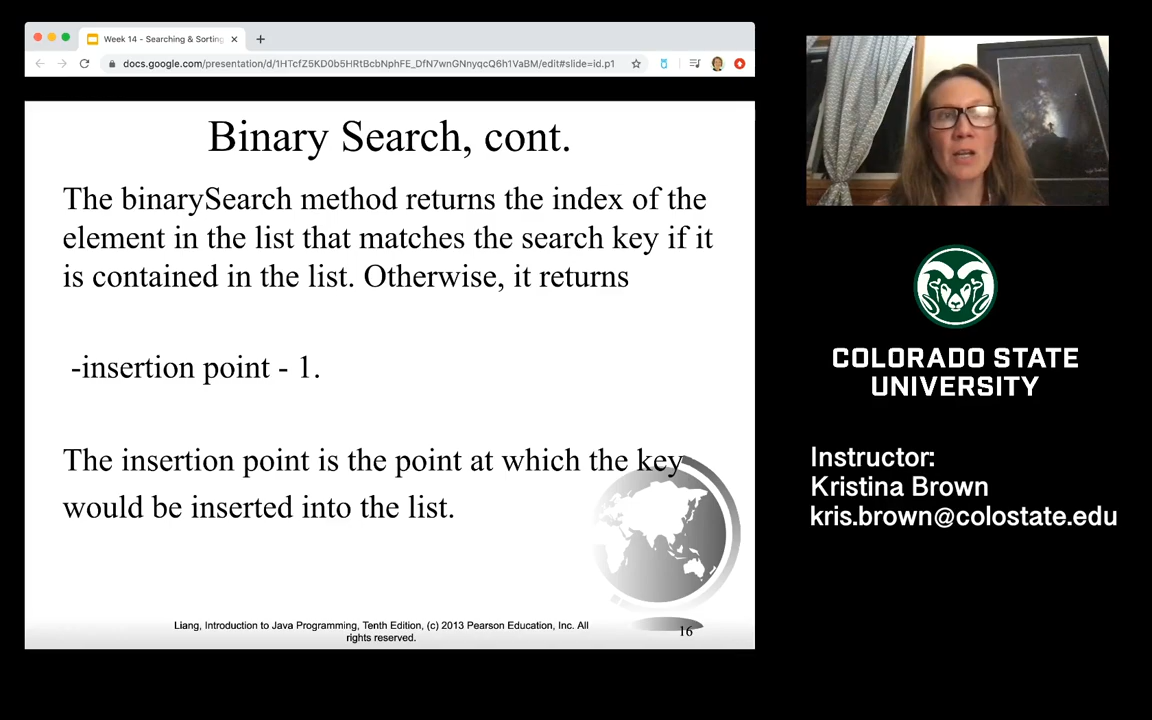 Week 14 - Searching & Sorting
docs.google.com/presentation/d/1HTcfZ5KD0b5HRtBcbNphFE_DfN7wnGNnyqcQ6h1VaBM/edit#slide=id.p1
Binary Search, cont.
The binarySearch method returns the index of the
element in the list that matches the search key if it
is contained in the list. Otherwise, it returns
-insertion point - 1.
The insertion point is the point at which the key
would be inserted into the list.
Liang, Introduction to Java Programming, Tenth Edition, (c) 2013 Pearson Education, Inc. All
rights reserved.
16
COLORADO STATE
UNIVERSITY
Instructor:
Kristina Brown
kris.brown@colostate.edu